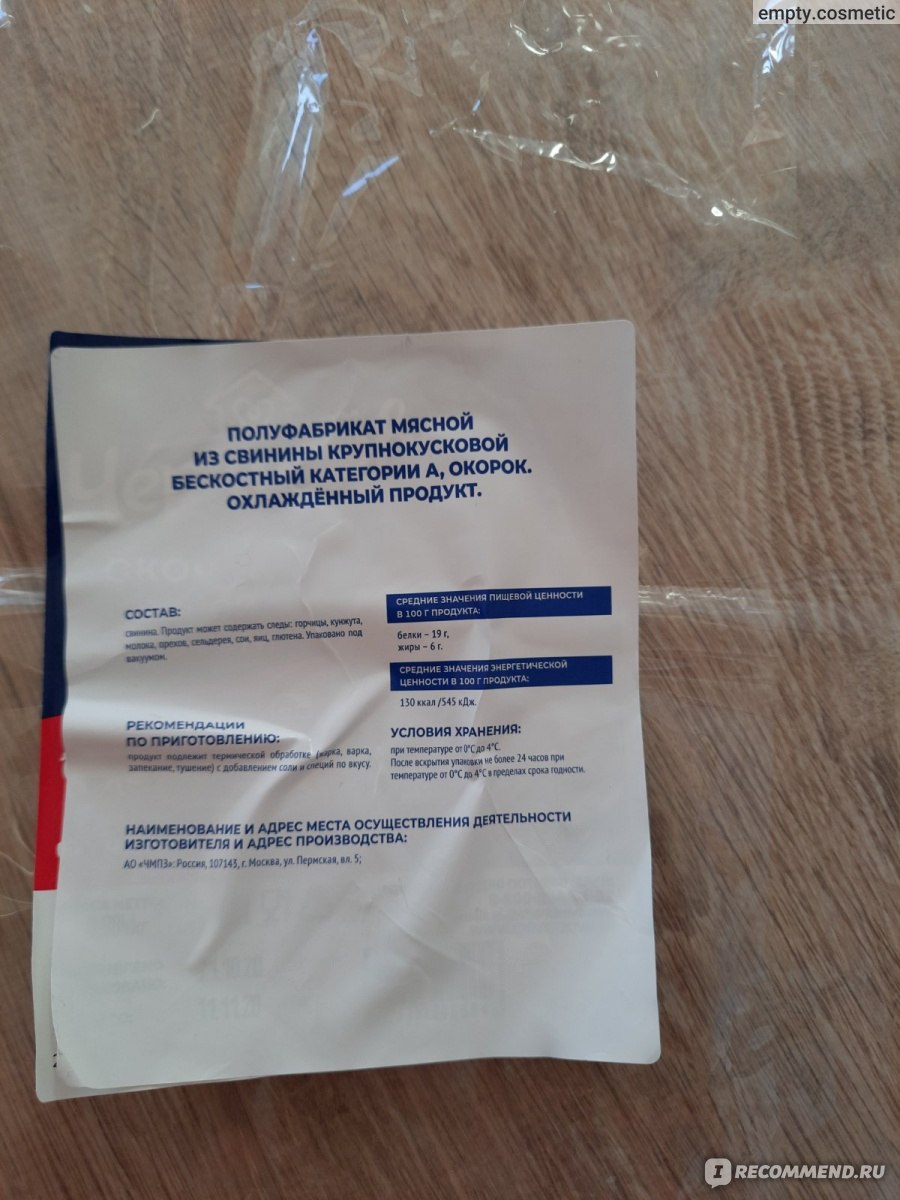 empty.cosmetic
ПОЛУФАБРИКАТ МЯСНОЙ
ИЗ СВИНИНЫ КРУПНОКУСКОВОЙ
БЕСКОСТНЫЙ КАТЕГОРИИ А, ОКОРОК.
ОХЛАЖДЁННЫЙ ПРОДУКТ.
СОСТАВ:
свинина. Продукт может содержать следы: горчицы, кунжута,
молока, орехов, сельдерея, сои, яиц, глютена. Упаковано под
вакуумом.
РЕКОМЕНДАЦИИ
ПО ПРИГОТОВЛЕНИЮ:
продукт подлежит термической обработке (жарка, варка,
запекание, тушение) с добавлением соли и специй по вкусу.
СРЕДНИЕ ЗНАЧЕНИЯ ПИЩЕВОЙ ЦЕННОСТИ
В 100 Г ПРОДУКТА:
белки – 19 г,
жиры – 6 г.
СРЕДНИЕ ЗНАЧЕНИЯ ЭНЕРГЕТИЧЕСКОЙ
ЦЕННОСТИ В 100 Г ПРОДУКТА:
130 ккал /545 кДж.
УСЛОВИЯ ХРАНЕНИЯ:
при температуре от 0°C до 4°C.
После вскрытия упаковки не более 24 часов при
температуре от 0°C до 4°C в пределах срока годности.
НАИМЕНОВАНИЕ И АДРЕС МЕСТА ОСУЩЕСТВЛЕНИЯ ДЕЯТЕЛЬНОСТИ
ИЗГОТОВИТЕЛЯ И АДРЕС ПРОИЗВОДСТВА:
АО «ЧМПЗ»: Россия, 107143, г. Москва, ул. Пермская, вл. 5;
11.11.20
IRECOMMEND.RU